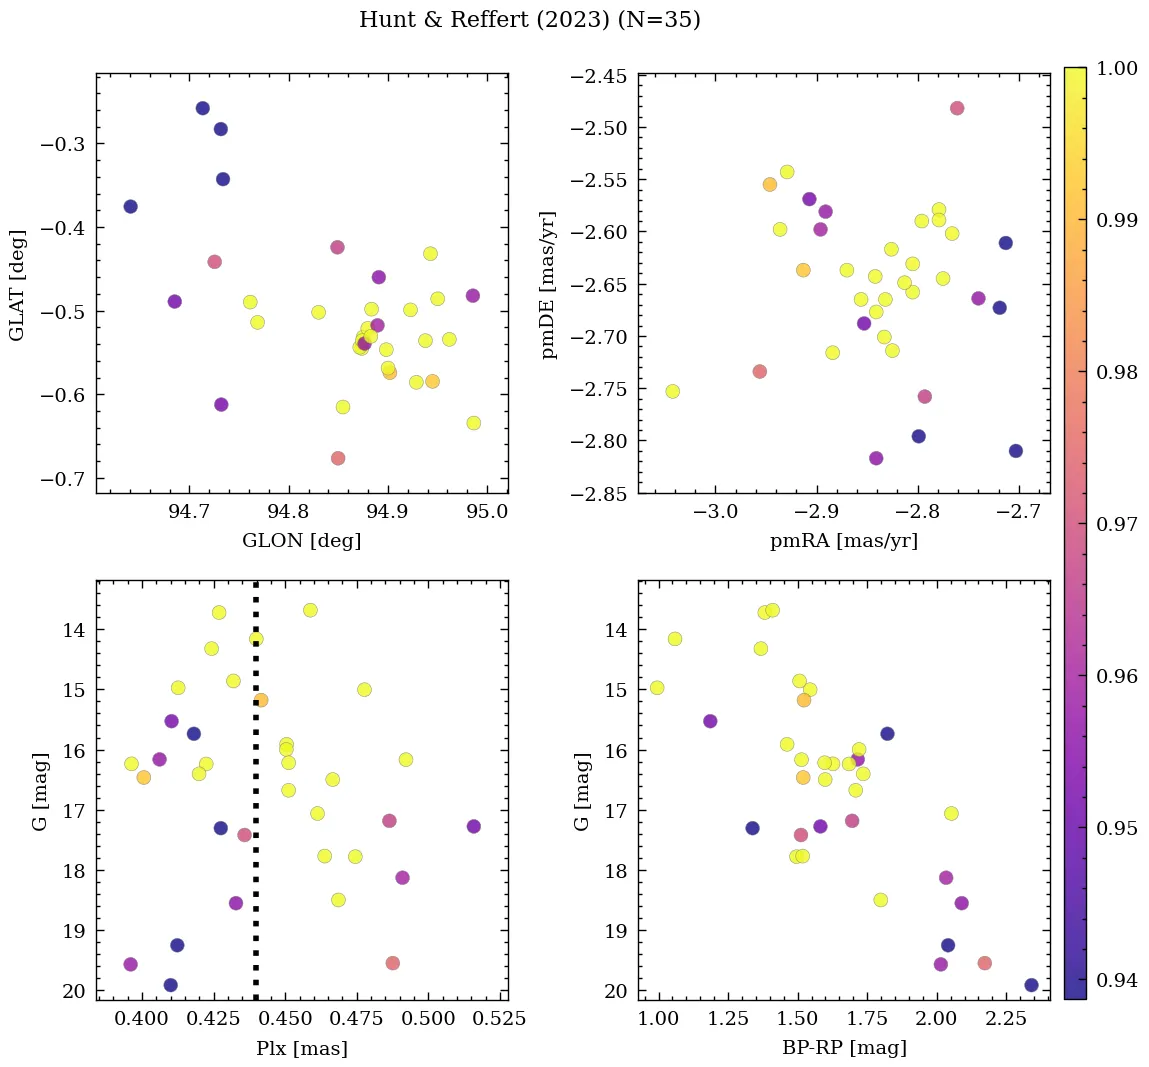 Hunt & Reffert (2023) (N=35)
−0.3
−0.4
−0.5
−0.6
−0.7
GLAT [deg]
94.7 94.8 94.9 95.0
GLON [deg]
−2.45
−2.50
−2.55
−2.60
−2.65
−2.70
−2.75
−2.80
−2.85
pmDE [mas/yr]
−3.0 −2.9 −2.8 −2.7
pmRA [mas/yr]
14
15
16
17
18
19
20
G [mag]
0.400 0.425 0.450 0.475 0.500 0.525
Plx [mas]
14
15
16
17
18
19
20
G [mag]
1.00 1.25 1.50 1.75 2.00 2.25
BP-RP [mag]
1.00
0.99
0.98
0.97
0.96
0.95
0.94